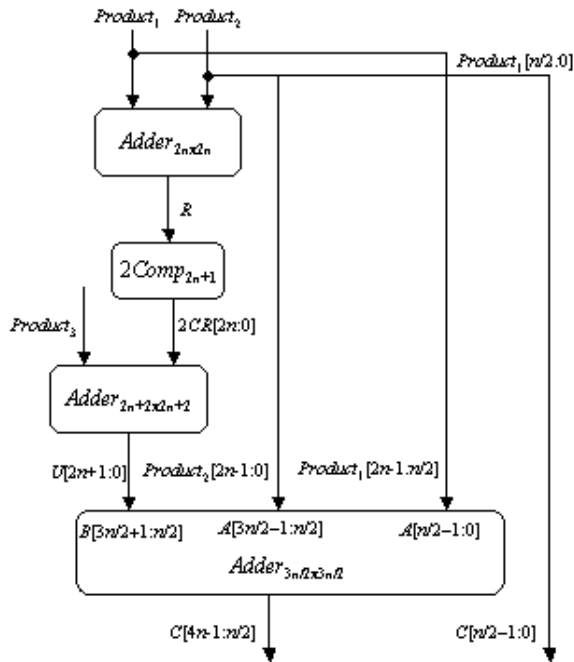 Product₁ Product₂
Product₁[n/2:0]
Adder₂ₙₓ₂ₙ
R
2Comp₂ₙ₊₁
Product₃ 2CR[2n:0]
Adder₂ₙ₊₂ₓ₂ₙ₊₂
U[2n+1:0] Product₂[2n-1:0] Product₁[2n-1:n/2]
B[3n/2+1:n/2] A[3n/2−1:n/2] A[n/2−1:0]
Adder₃ₙ/₂ₓ₃ₙ/₂
C[4n-1:n/2] C[n/2−1:0]